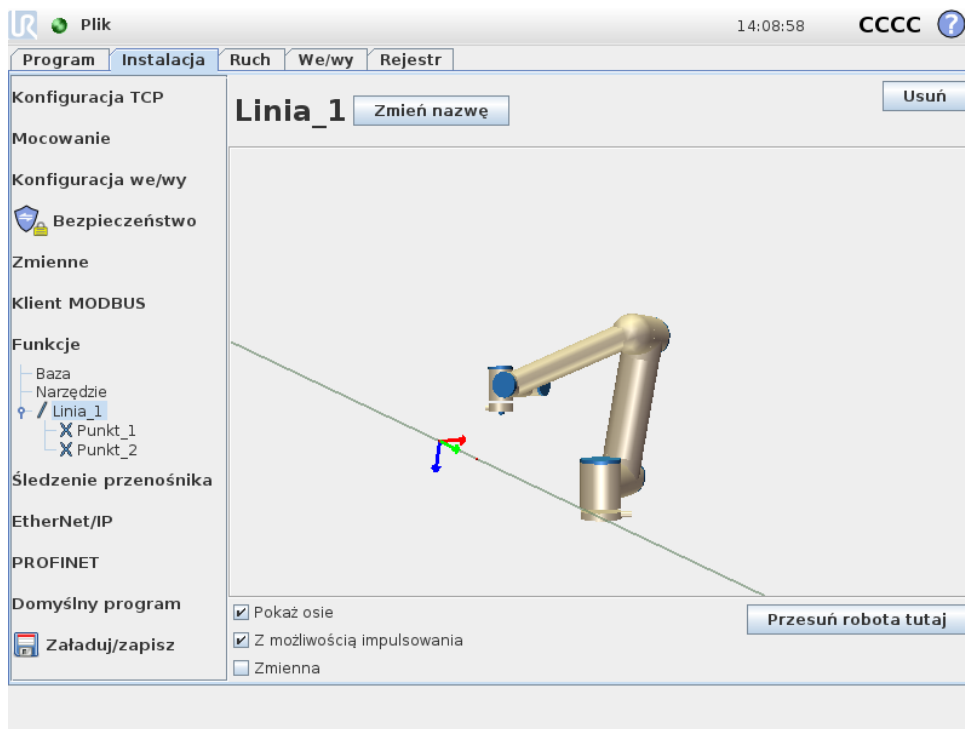 UR Plik 14:08:58 CCCC ?
Program Instalacja Ruch We/wy Rejestr
Konfiguracja TCP
Mocowanie
Konfiguracja we/wy
Bezpieczeństwo
Zmienne
Klient MODBUS
Funkcje
Baza
Narzędzie
Linia_1
Punkt_1
Punkt_2
Śledzenie przenośnika
EtherNet/IP
PROFINET
Domyślny program
Załaduj/zapisz
Linia_1 Zmień nazwę Usuń
Pokaż osie
Z możliwością impulsowania
Zmienna
Przesuń robota tutaj